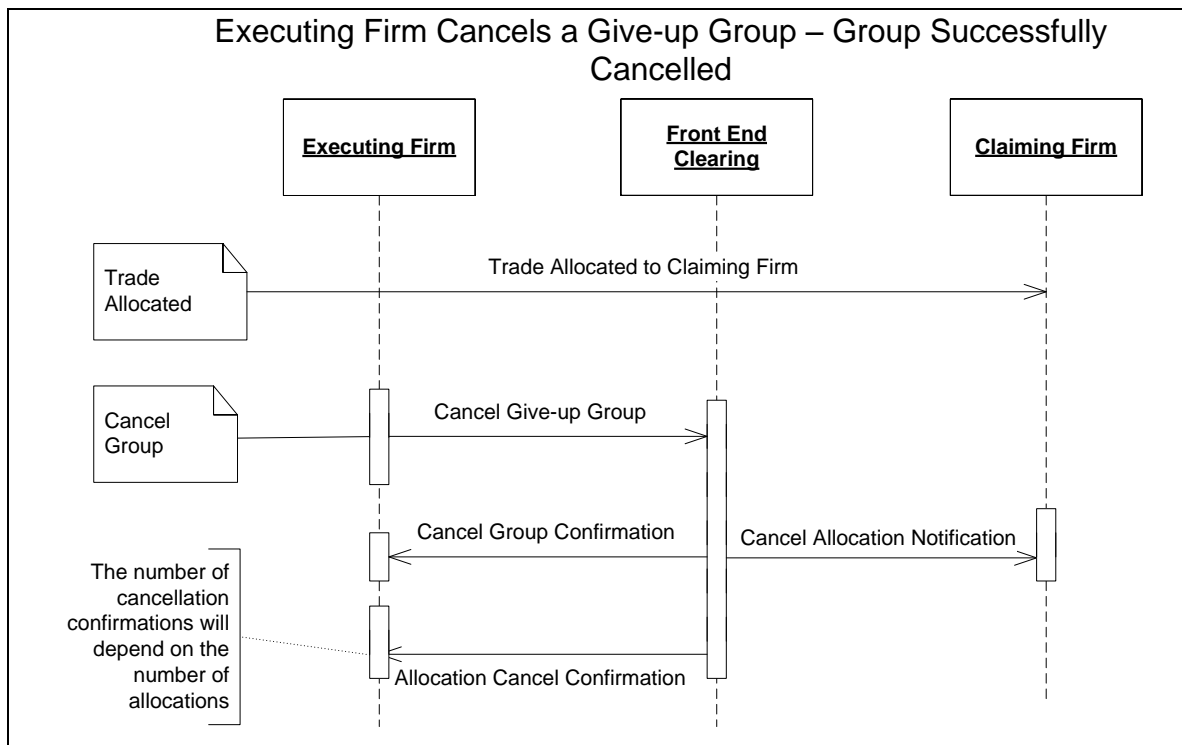 Executing Firm Cancels a Give-up Group – Group Successfully
Cancelled
Executing Firm
Front End
Clearing
Claiming Firm
Trade
Allocated
Trade Allocated to Claiming Firm
Cancel
Group
Cancel Give-up Group
Cancel Group Confirmation
Cancel Allocation Notification
The number of
cancellation
confirmations will
depend on the
number of
allocations
Allocation Cancel Confirmation